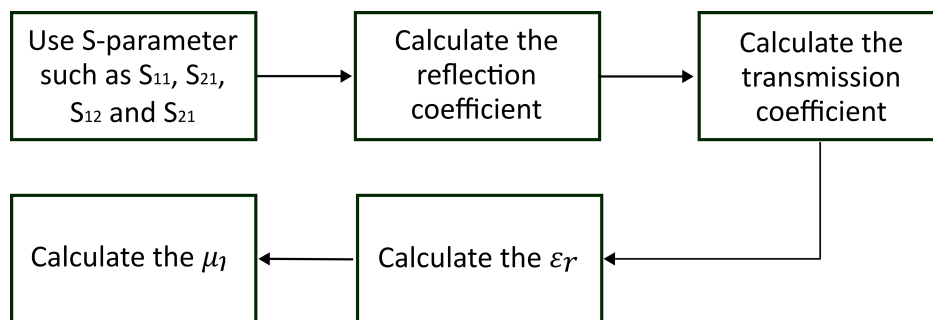 Use S-parameter
such as S₁₁, S₂₁,
S₁₂ and S₂₁
Calculate the
reflection
coefficient
Calculate the
transmission
coefficient
Calculate the εr
Calculate the